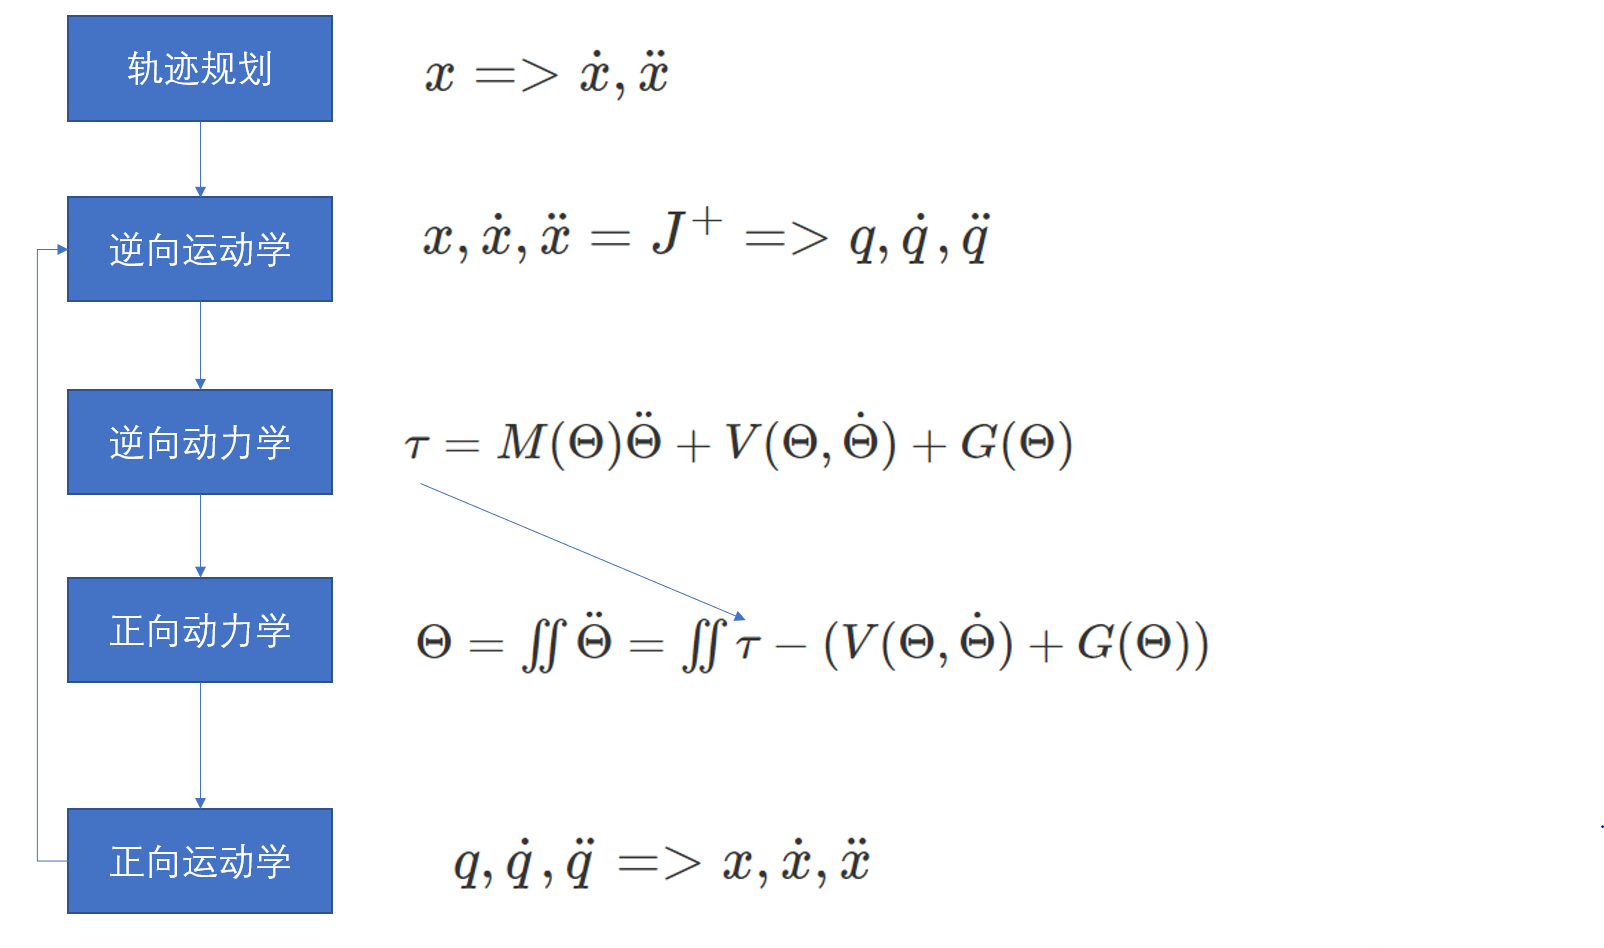 轨迹规划
x => ẋ, ẍ
逆向运动学
x, ẋ, ẍ = J⁺ => q, q̇, q̈
逆向动力学
τ = M(Θ)Θ̈ + V(Θ, Θ̇) + G(Θ)
正向动力学
Θ = ∬ Θ̈ = ∬ τ − (V(Θ, Θ̇) + G(Θ))
正向运动学
q, q̇, q̈ => x, ẋ, ẍ